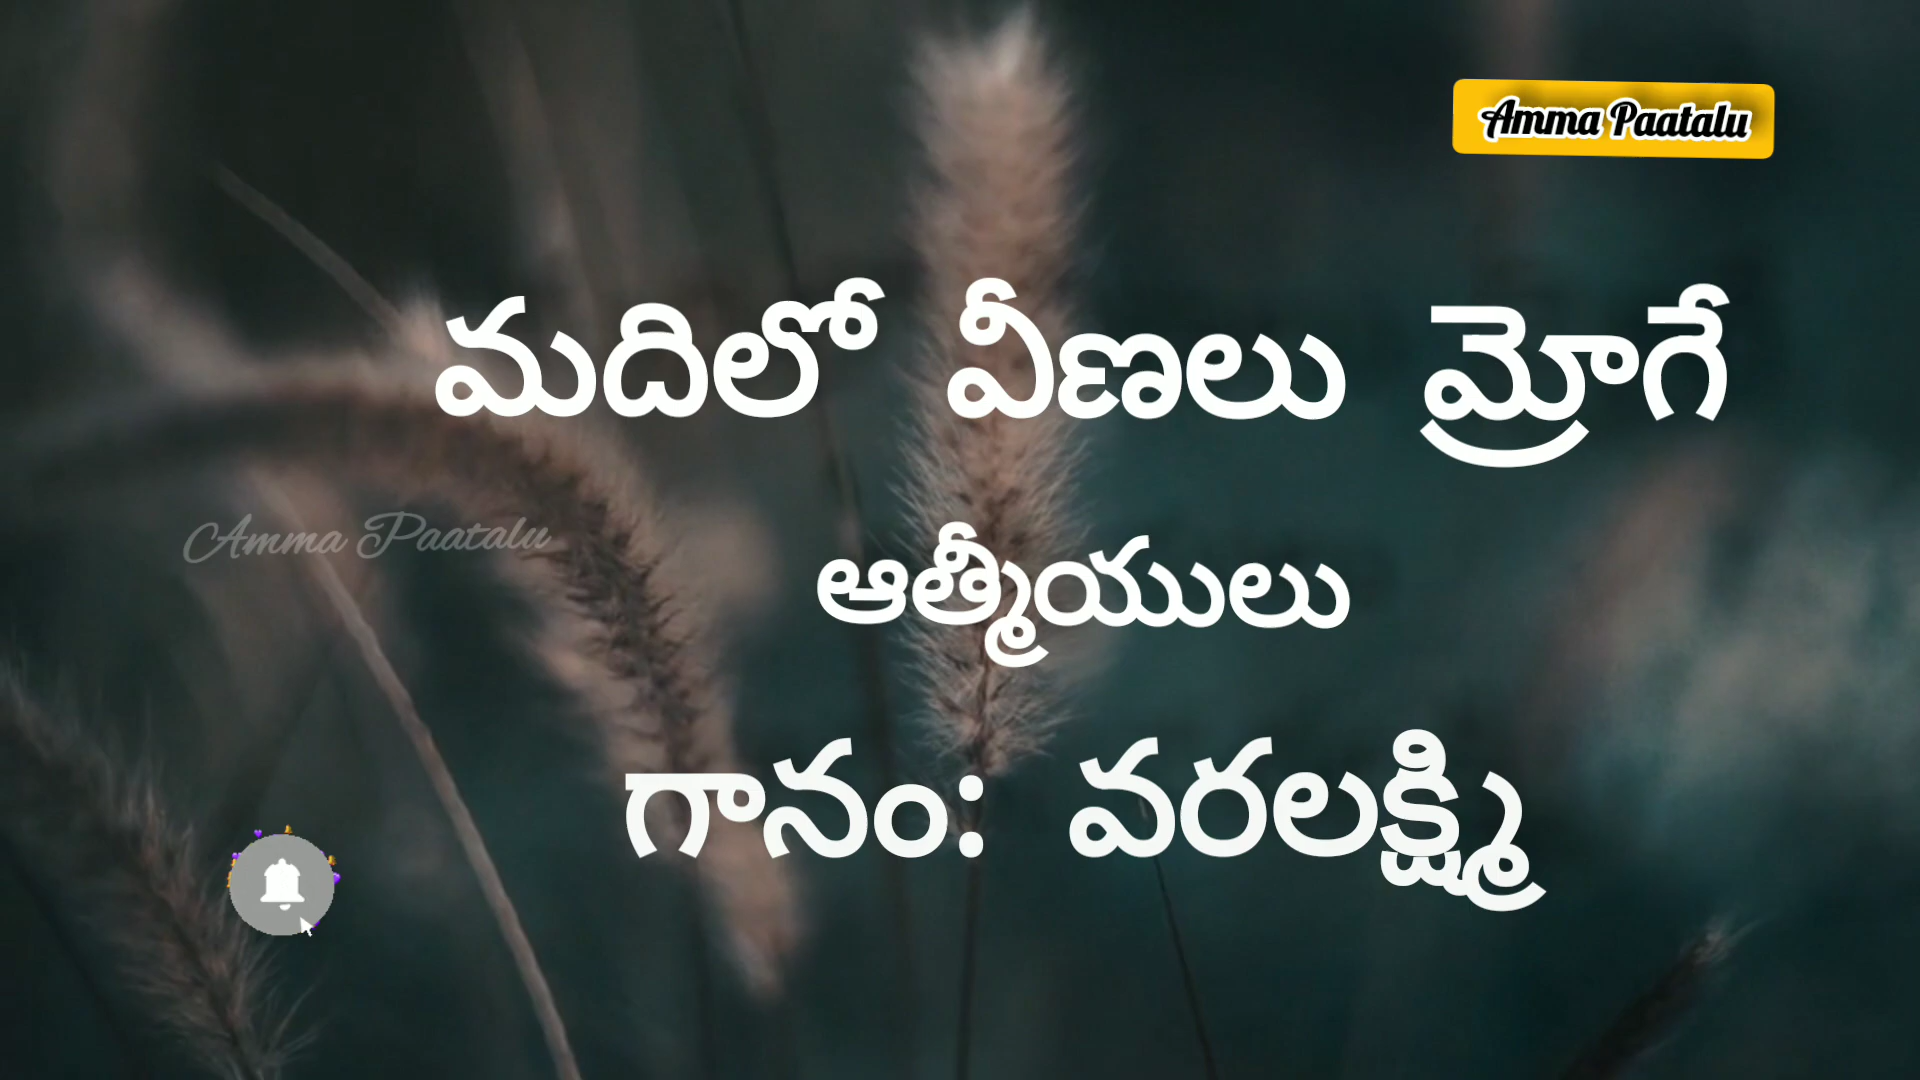 Amma Paatalu
మదిలో వీణలు మ్రోగే
Amma Paatalu
ఆత్మీయులు
గానం: వరలక్ష్మి